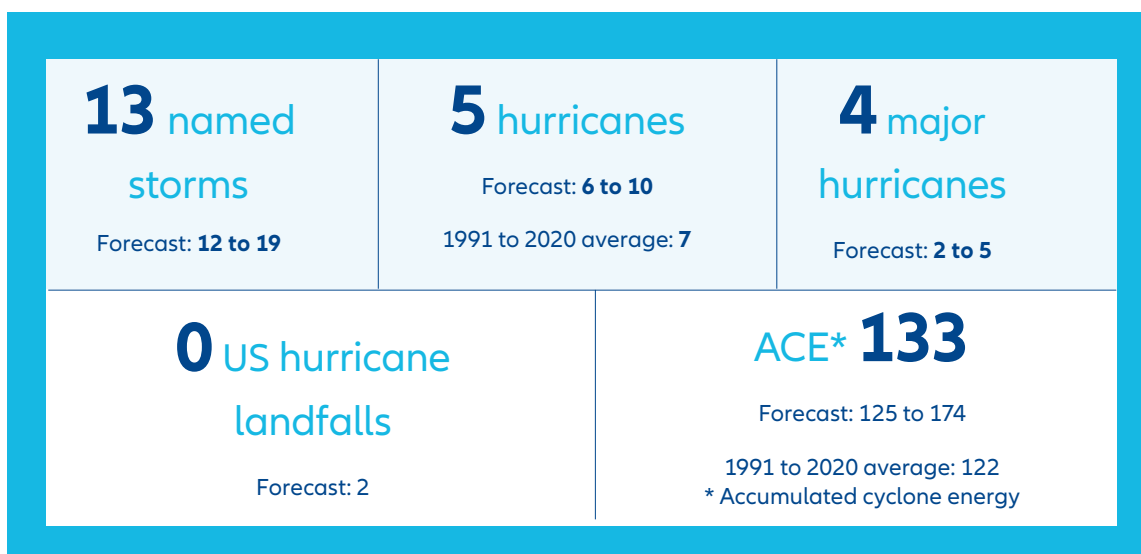 13 named
storms
Forecast: 12 to 19
5 hurricanes
Forecast: 6 to 10
1991 to 2020 average: 7
4 major
hurricanes
Forecast: 2 to 5
0 US hurricane
landfalls
Forecast: 2
ACE* 133
Forecast: 125 to 174
1991 to 2020 average: 122
* Accumulated cyclone energy